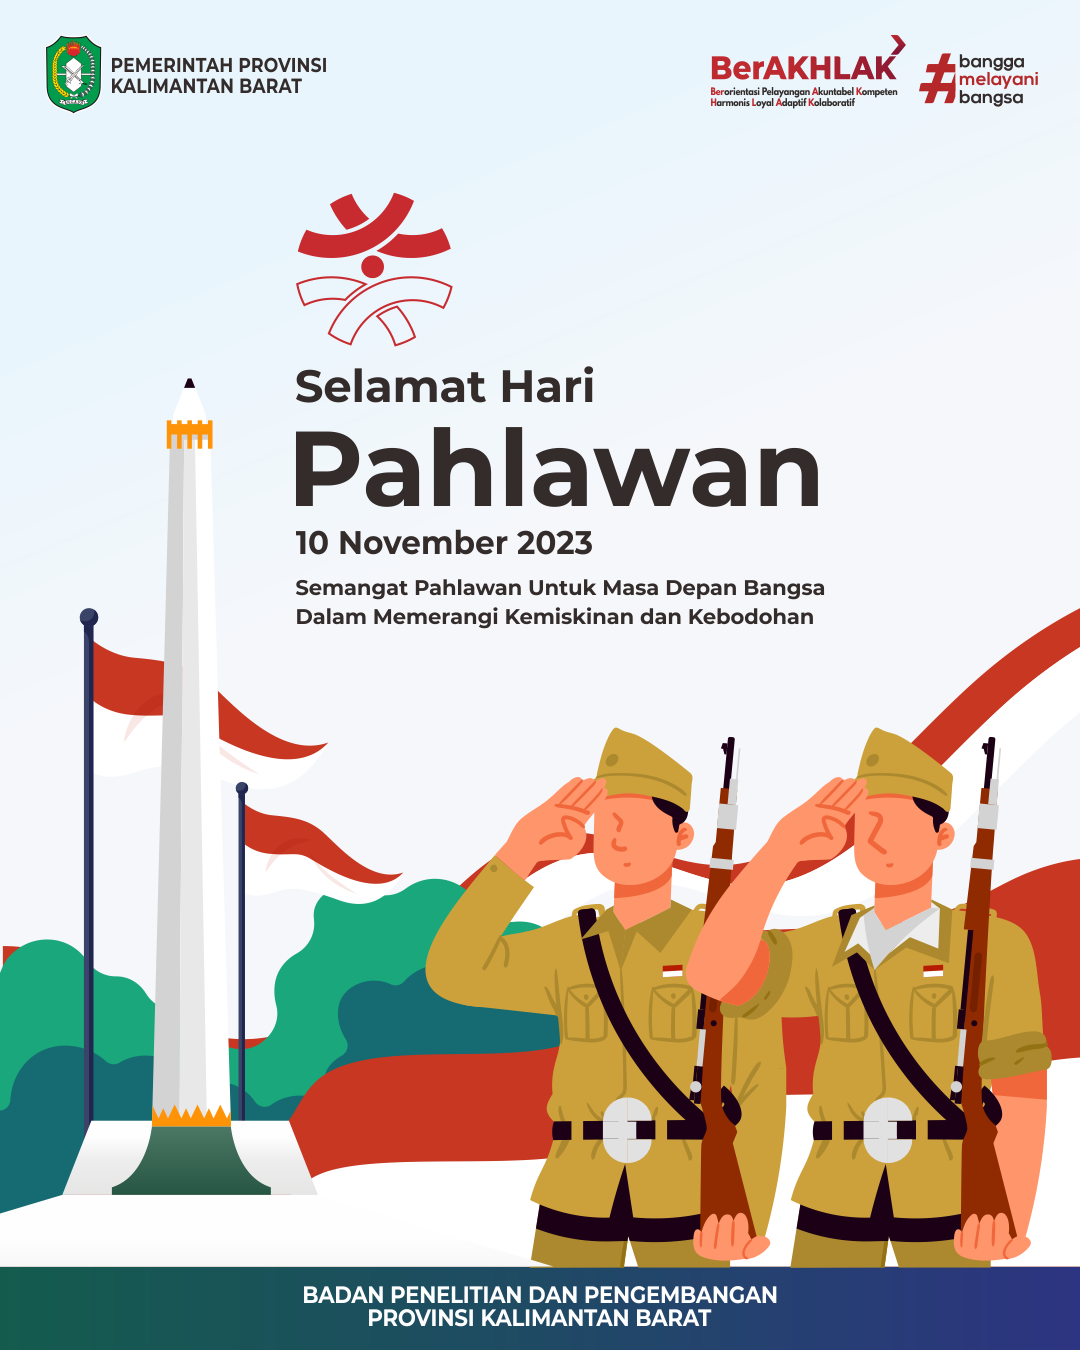 PEMERINTAH PROVINSI
KALIMANTAN BARAT
BerAKHLAK
Berorientasi Pelayangan Akuntabel Kompeten
Harmonis Loyal Adaptif Kolaboratif
#bangga
melayani
bangsa
Selamat Hari
Pahlawan
10 November 2023
Semangat Pahlawan Untuk Masa Depan Bangsa
Dalam Memerangi Kemiskinan dan Kebodohan
BADAN PENELITIAN DAN PENGEMBANGAN
PROVINSI KALIMANTAN BARAT